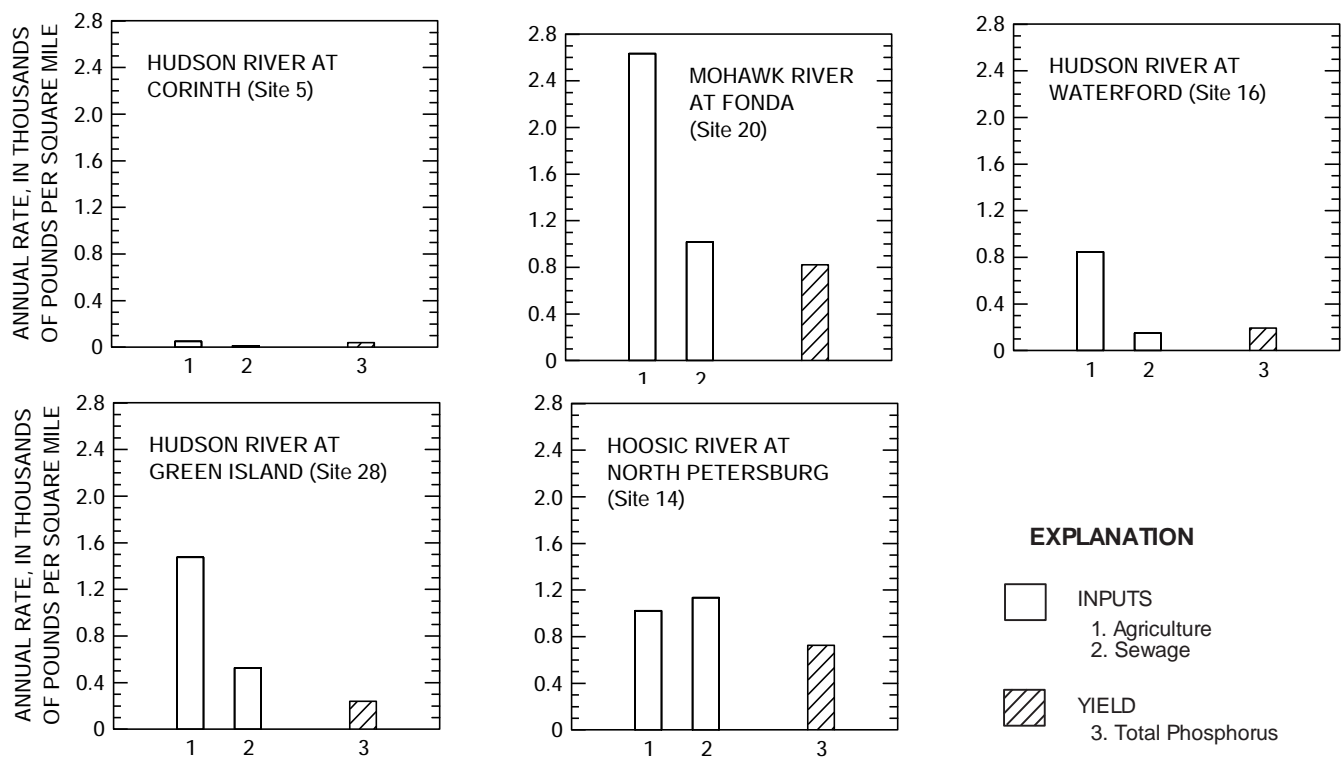 ANNUAL RATE, IN THOUSANDS
OF POUNDS PER SQUARE MILE
2.8
2.4
2.0
1.6
1.2
0.8
0.4
0
HUDSON RIVER AT
CORINTH (Site 5)
1 2 3
2.8
2.4
2.0
1.6
1.2
0.8
0.4
0
MOHAWK RIVER
AT FONDA
(Site 20)
1 2
2.8
2.4
2.0
1.6
1.2
0.8
0.4
0
HUDSON RIVER AT
WATERFORD (Site 16)
1 2 3
ANNUAL RATE, IN THOUSANDS
OF POUNDS PER SQUARE MILE
2.8
2.4
2.0
1.6
1.2
0.8
0.4
0
HUDSON RIVER AT
GREEN ISLAND (Site 28)
1 2 3
2.8
2.4
2.0
1.6
1.2
0.8
0.4
0
HOOSIC RIVER AT
NORTH PETERSBURG
(Site 14)
1 2 3
EXPLANATION
INPUTS
1. Agriculture
2. Sewage
YIELD
3. Total Phosphorus